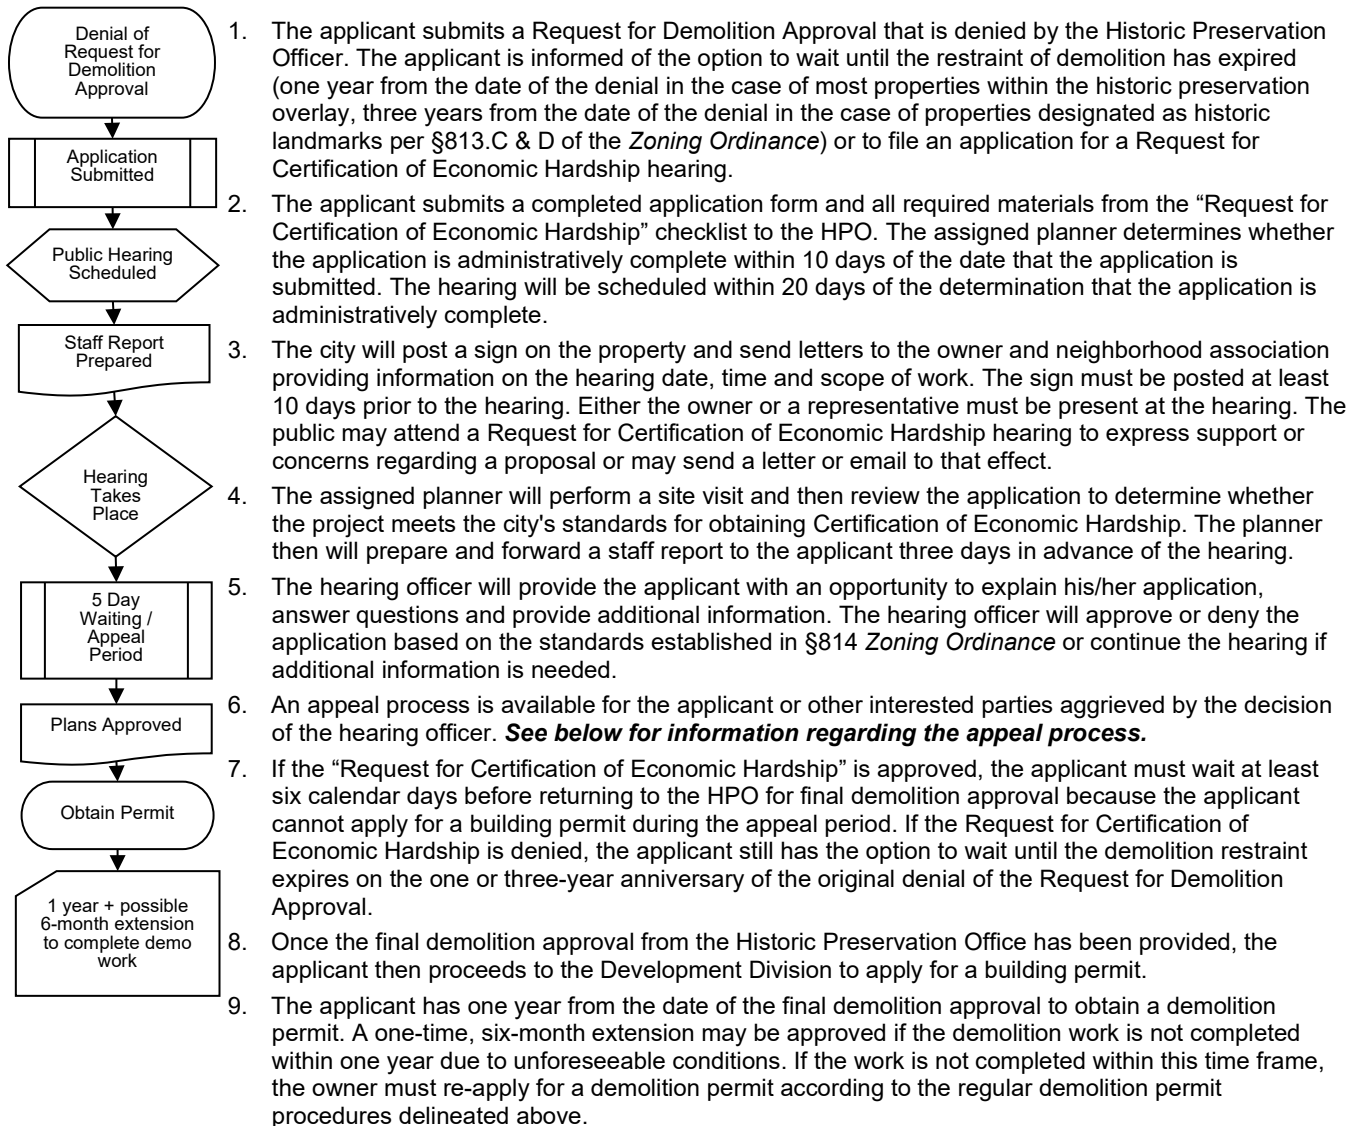 Denial of
Request for
Demolition
Approval
Application
Submitted
Public Hearing
Scheduled
Staff Report
Prepared
Hearing
Takes
Place
5 Day
Waiting /
Appeal
Period
Plans Approved
Obtain Permit
1 year + possible
6-month extension
to complete demo
work
1. The applicant submits a Request for Demolition Approval that is denied by the Historic Preservation
Officer. The applicant is informed of the option to wait until the restraint of demolition has expired
(one year from the date of the denial in the case of most properties within the historic preservation
overlay, three years from the date of the denial in the case of properties designated as historic
landmarks per §813.C & D of the Zoning Ordinance) or to file an application for a Request for
Certification of Economic Hardship hearing.
2. The applicant submits a completed application form and all required materials from the “Request for
Certification of Economic Hardship” checklist to the HPO. The assigned planner determines whether
the application is administratively complete within 10 days of the date that the application is
submitted. The hearing will be scheduled within 20 days of the determination that the application is
administratively complete.
3. The city will post a sign on the property and send letters to the owner and neighborhood association
providing information on the hearing date, time and scope of work. The sign must be posted at least
10 days prior to the hearing. Either the owner or a representative must be present at the hearing. The
public may attend a Request for Certification of Economic Hardship hearing to express support or
concerns regarding a proposal or may send a letter or email to that effect.
4. The assigned planner will perform a site visit and then review the application to determine whether
the project meets the city's standards for obtaining Certification of Economic Hardship. The planner
then will prepare and forward a staff report to the applicant three days in advance of the hearing.
5. The hearing officer will provide the applicant with an opportunity to explain his/her application,
answer questions and provide additional information. The hearing officer will approve or deny the
application based on the standards established in §814 Zoning Ordinance or continue the hearing if
additional information is needed.
6. An appeal process is available for the applicant or other interested parties aggrieved by the decision
of the hearing officer. See below for information regarding the appeal process.
7. If the “Request for Certification of Economic Hardship” is approved, the applicant must wait at least
six calendar days before returning to the HPO for final demolition approval because the applicant
cannot apply for a building permit during the appeal period. If the Request for Certification of
Economic Hardship is denied, the applicant still has the option to wait until the demolition restraint
expires on the one or three-year anniversary of the original denial of the Request for Demolition
Approval.
8. Once the final demolition approval from the Historic Preservation Office has been provided, the
applicant then proceeds to the Development Division to apply for a building permit.
9. The applicant has one year from the date of the final demolition approval to obtain a demolition
permit. A one-time, six-month extension may be approved if the demolition work is not completed
within one year due to unforeseeable conditions. If the work is not completed within this time frame,
the owner must re-apply for a demolition permit according to the regular demolition permit
procedures delineated above.